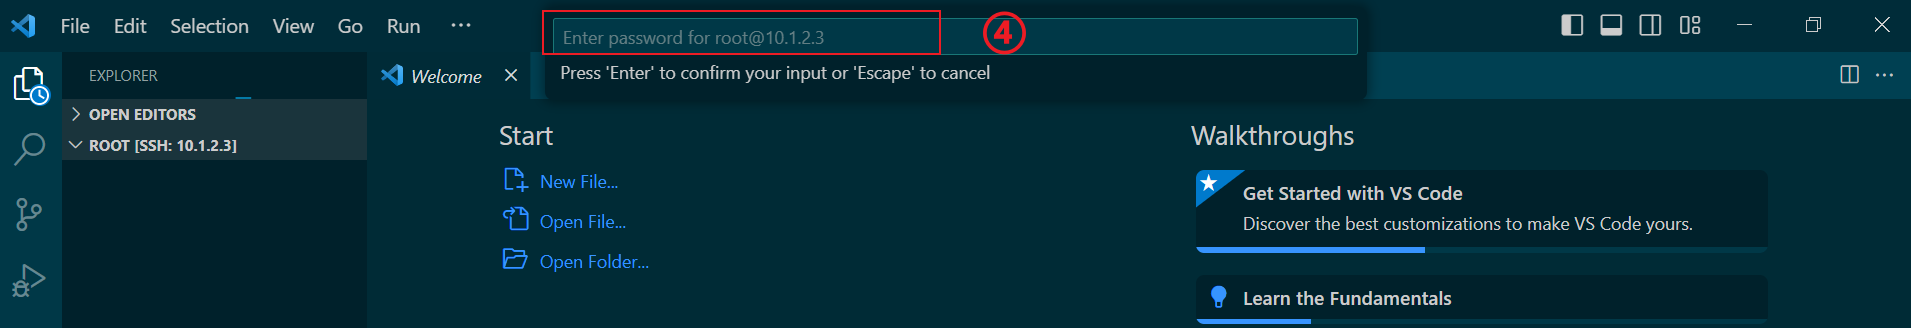 File Edit Selection View Go Run ···
Enter password for root@10.1.2.3
④
Press 'Enter' to confirm your input or 'Escape' to cancel
EXPLORER
OPEN EDITORS
ROOT [SSH: 10.1.2.3]
Welcome
Start
New File...
Open File...
Open Folder...
Walkthroughs
Get Started with VS Code
Discover the best customizations to make VS Code yours.
Learn the Fundamentals